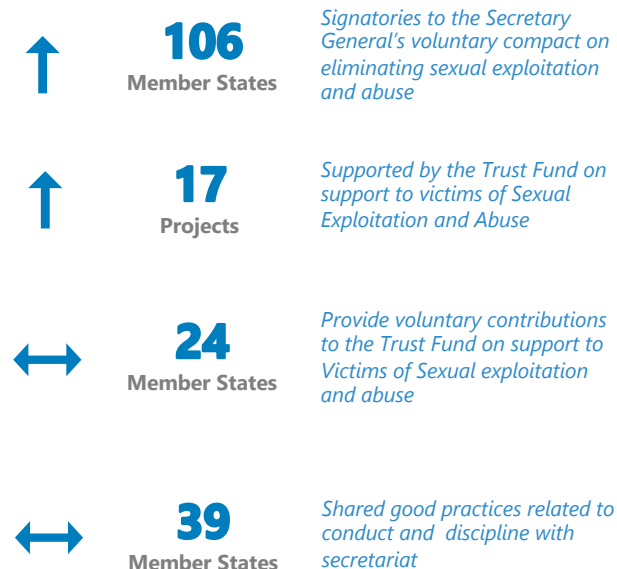 106
Member States
Signatories to the Secretary
General's voluntary compact on
eliminating sexual exploitation
and abuse
17
Projects
Supported by the Trust Fund on
support to victims of Sexual
Exploitation and Abuse
24
Member States
Provide voluntary contributions
to the Trust Fund on support to
Victims of Sexual exploitation
and abuse
39
Member States
Shared good practices related to
conduct and  discipline with
secretariat